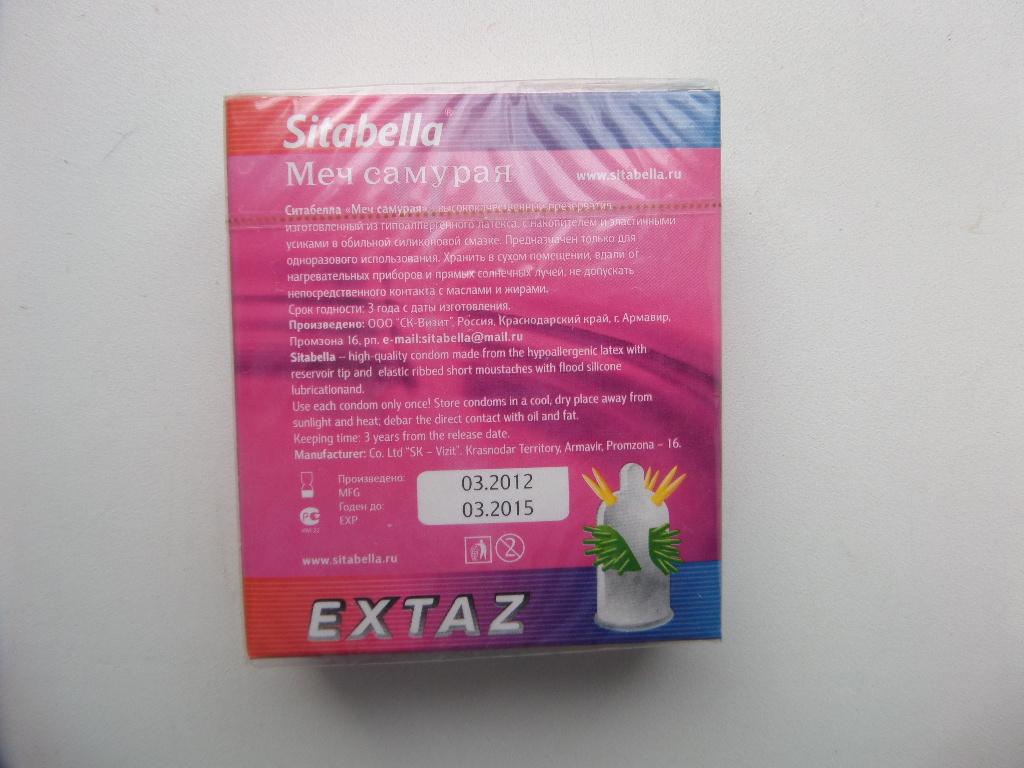 Sitabella®
Меч самурая
www.sitabella.ru
Ситабелла «Меч самурая» - высококачественный презерватив,
изготовленный из гипоаллергенного латекса, с накопителем и эластичными
усиками в обильной силиконовой смазке. Предназначен только для
одноразового использования. Хранить в сухом помещении, вдали от
нагревательных приборов и прямых солнечных лучей, не допускать
непосредственного контакта с маслами и жирами.
Срок годности: 3 года с даты изготовления.
Произведено: ООО "СК-Визит", Россия, Краснодарский край, г. Армавир,
Промзона 16, рп. e-mail:sitabella@mail.ru
Sitabella – high-quality condom made from the hypoallergenic latex with
reservoir tip and elastic ribbed short moustaches with flood silicone
lubricationand.
Use each condom only once! Store condoms in a cool, dry place away from
sunlight and heat; debar the direct contact with oil and fat.
Keeping time: 3 years from the release date.
Manufacturer: Co. Ltd "SK – Vizit". Krasnodar Territory, Armavir, Promzona – 16.
Произведено:
MFG
03.2012
Годен до:
EXP
03.2015
www.sitabella.ru
EXTAZ